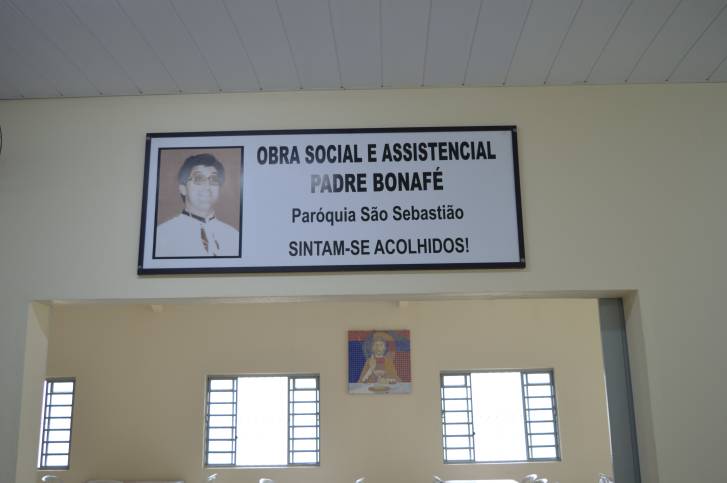 OBRA SOCIAL E ASSISTENCIAL
PADRE BONAFÉ
Paróquia São Sebastião
SINTAM-SE ACOLHIDOS!